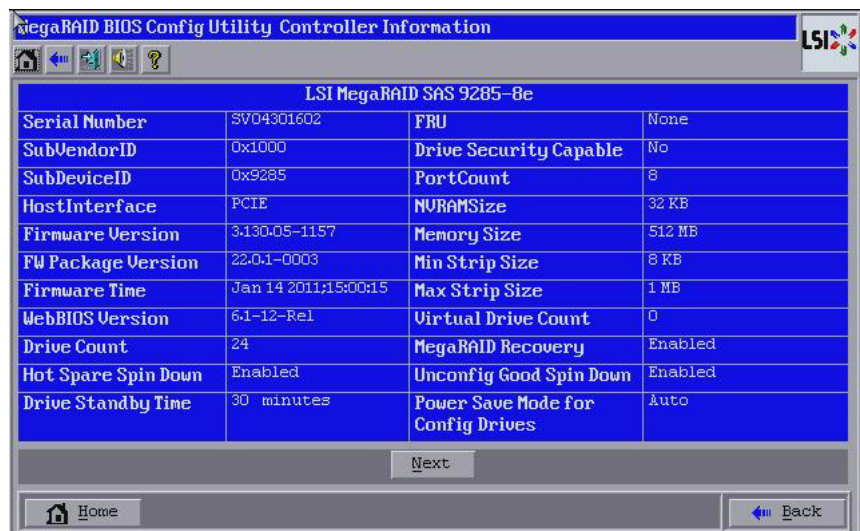 MegaRAID BIOS Config Utility Controller Information
LSI
LSI MegaRAID SAS 9285-8e
Serial Number SV04301602 FRU None
SubVendorID 0x1000 Drive Security Capable No
SubDeviceID 0x9285 PortCount 8
HostInterface PCIE NVRAMSize 32 KB
Firmware Version 3.130.05-1157 Memory Size 512 MB
FW Package Version 22.0.1-0003 Min Strip Size 8 KB
Firmware Time Jan 14 2011;15:00:15 Max Strip Size 1 MB
WebBIOS Version 6.1-12-Rel Virtual Drive Count 0
Drive Count 24 MegaRAID Recovery Enabled
Hot Spare Spin Down Enabled Unconfig Good Spin Down Enabled
Drive Standby Time 30 minutes Power Save Mode for Auto
Config Drives
Next
Home Back